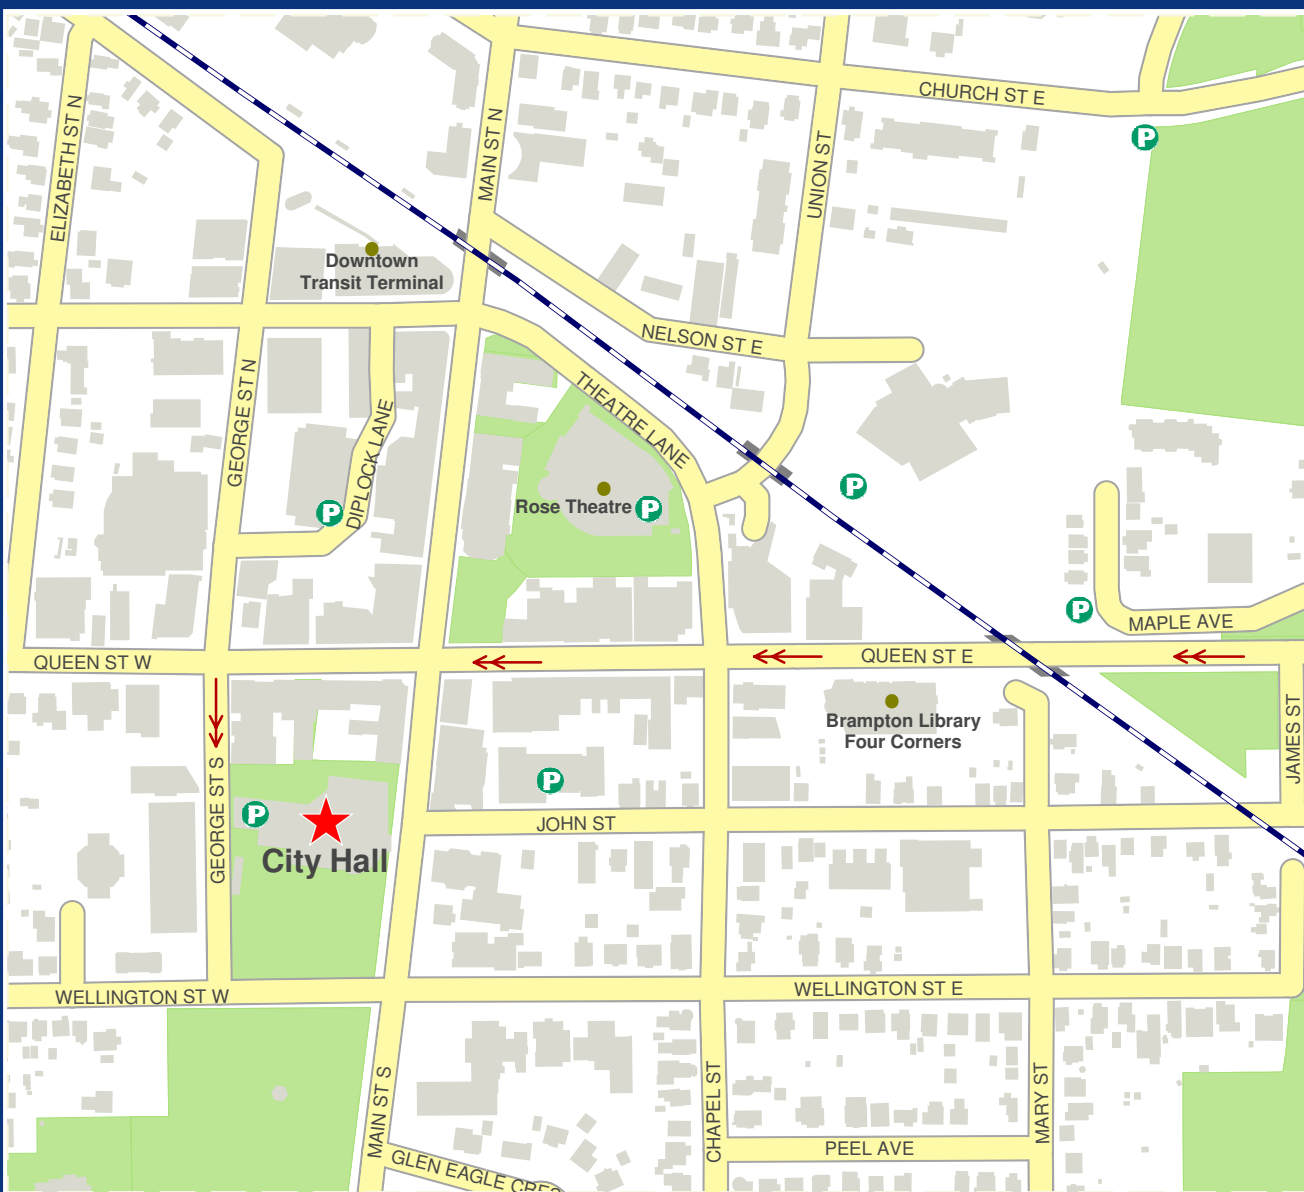 CHURCH ST E
ELIZABETH ST N
MAIN ST N
UNION ST
P
Downtown
Transit Terminal
NELSON ST E
GEORGE ST N
DIPLOCK LANE
THEATRE LANE
P
Rose Theatre
P
P
P
MAPLE AVE
QUEEN ST W
QUEEN ST E
Brampton Library
Four Corners
JAMES ST
GEORGE ST S
P
P
City Hall
JOHN ST
WELLINGTON ST W
WELLINGTON ST E
MAIN ST S
CHAPEL ST
MARY ST
PEEL AVE
GLEN EAGLE CRES